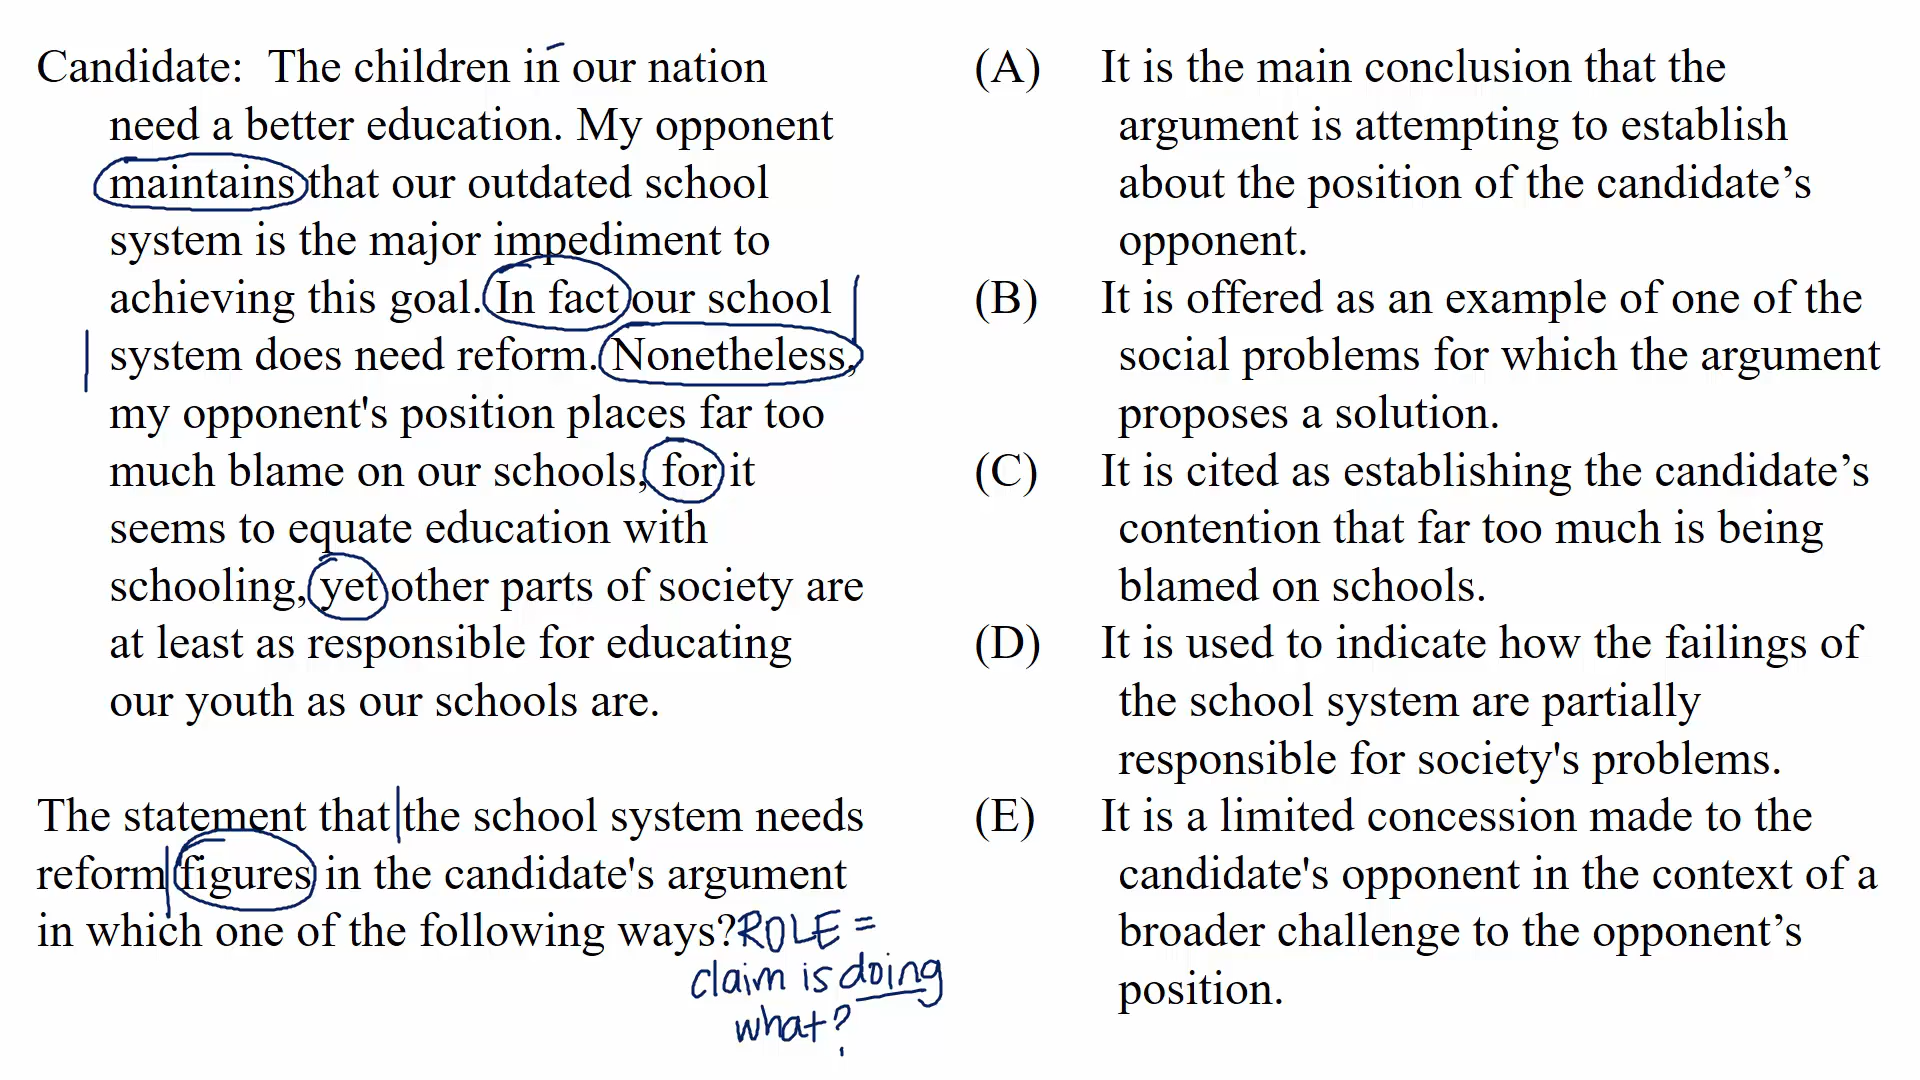 Candidate: The children in our nation
need a better education. My opponent
maintains that our outdated school
system is the major impediment to
achieving this goal. In fact our school
system does need reform. Nonetheless,
my opponent's position places far too
much blame on our schools, for it
seems to equate education with
schooling, yet other parts of society are
at least as responsible for educating
our youth as our schools are.
The statement that the school system needs
reform figures in the candidate's argument
in which one of the following ways? ROLE =
claim is doing
what?
(A) It is the main conclusion that the
argument is attempting to establish
about the position of the candidate’s
opponent.
(B) It is offered as an example of one of the
social problems for which the argument
proposes a solution.
(C) It is cited as establishing the candidate’s
contention that far too much is being
blamed on schools.
(D) It is used to indicate how the failings of
the school system are partially
responsible for society's problems.
(E) It is a limited concession made to the
candidate's opponent in the context of a
broader challenge to the opponent’s
position.